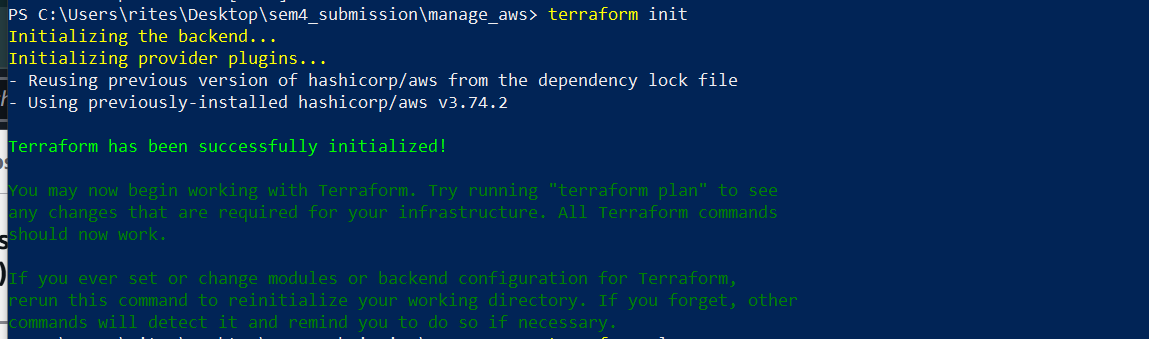 PS C:\Users\rites\Desktop\sem4_submission\manage_aws> terraform init
Initializing the backend...
Initializing provider plugins...
- Reusing previous version of hashicorp/aws from the dependency lock file
- Using previously-installed hashicorp/aws v3.74.2
Terraform has been successfully initialized!
You may now begin working with Terraform. Try running "terraform plan" to see
any changes that are required for your infrastructure. All Terraform commands
should now work.
If you ever set or change modules or backend configuration for Terraform,
rerun this command to reinitialize your working directory. If you forget, other
commands will detect it and remind you to do so if necessary.